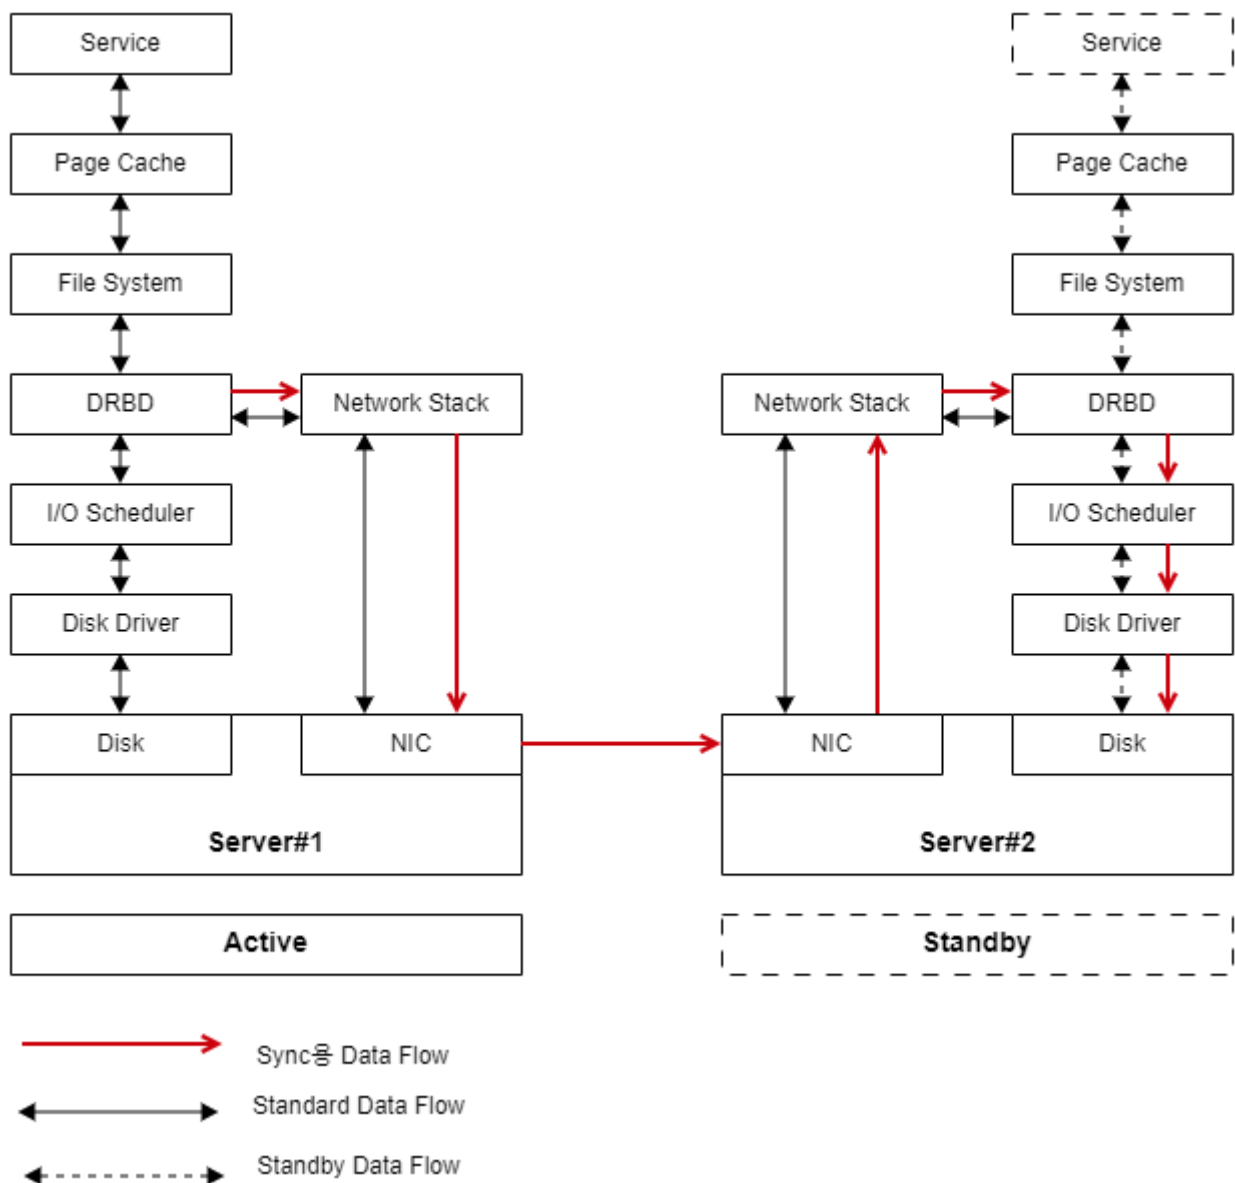 Service
Service
Page Cache
Page Cache
File System
File System
DRBD
Network Stack
Network Stack
DRBD
I/O Scheduler
I/O Scheduler
Disk Driver
Disk Driver
Disk
NIC
NIC
Disk
Server#1
Server#2
Active
Standby
Sync용 Data Flow
Standard Data Flow
Standby Data Flow